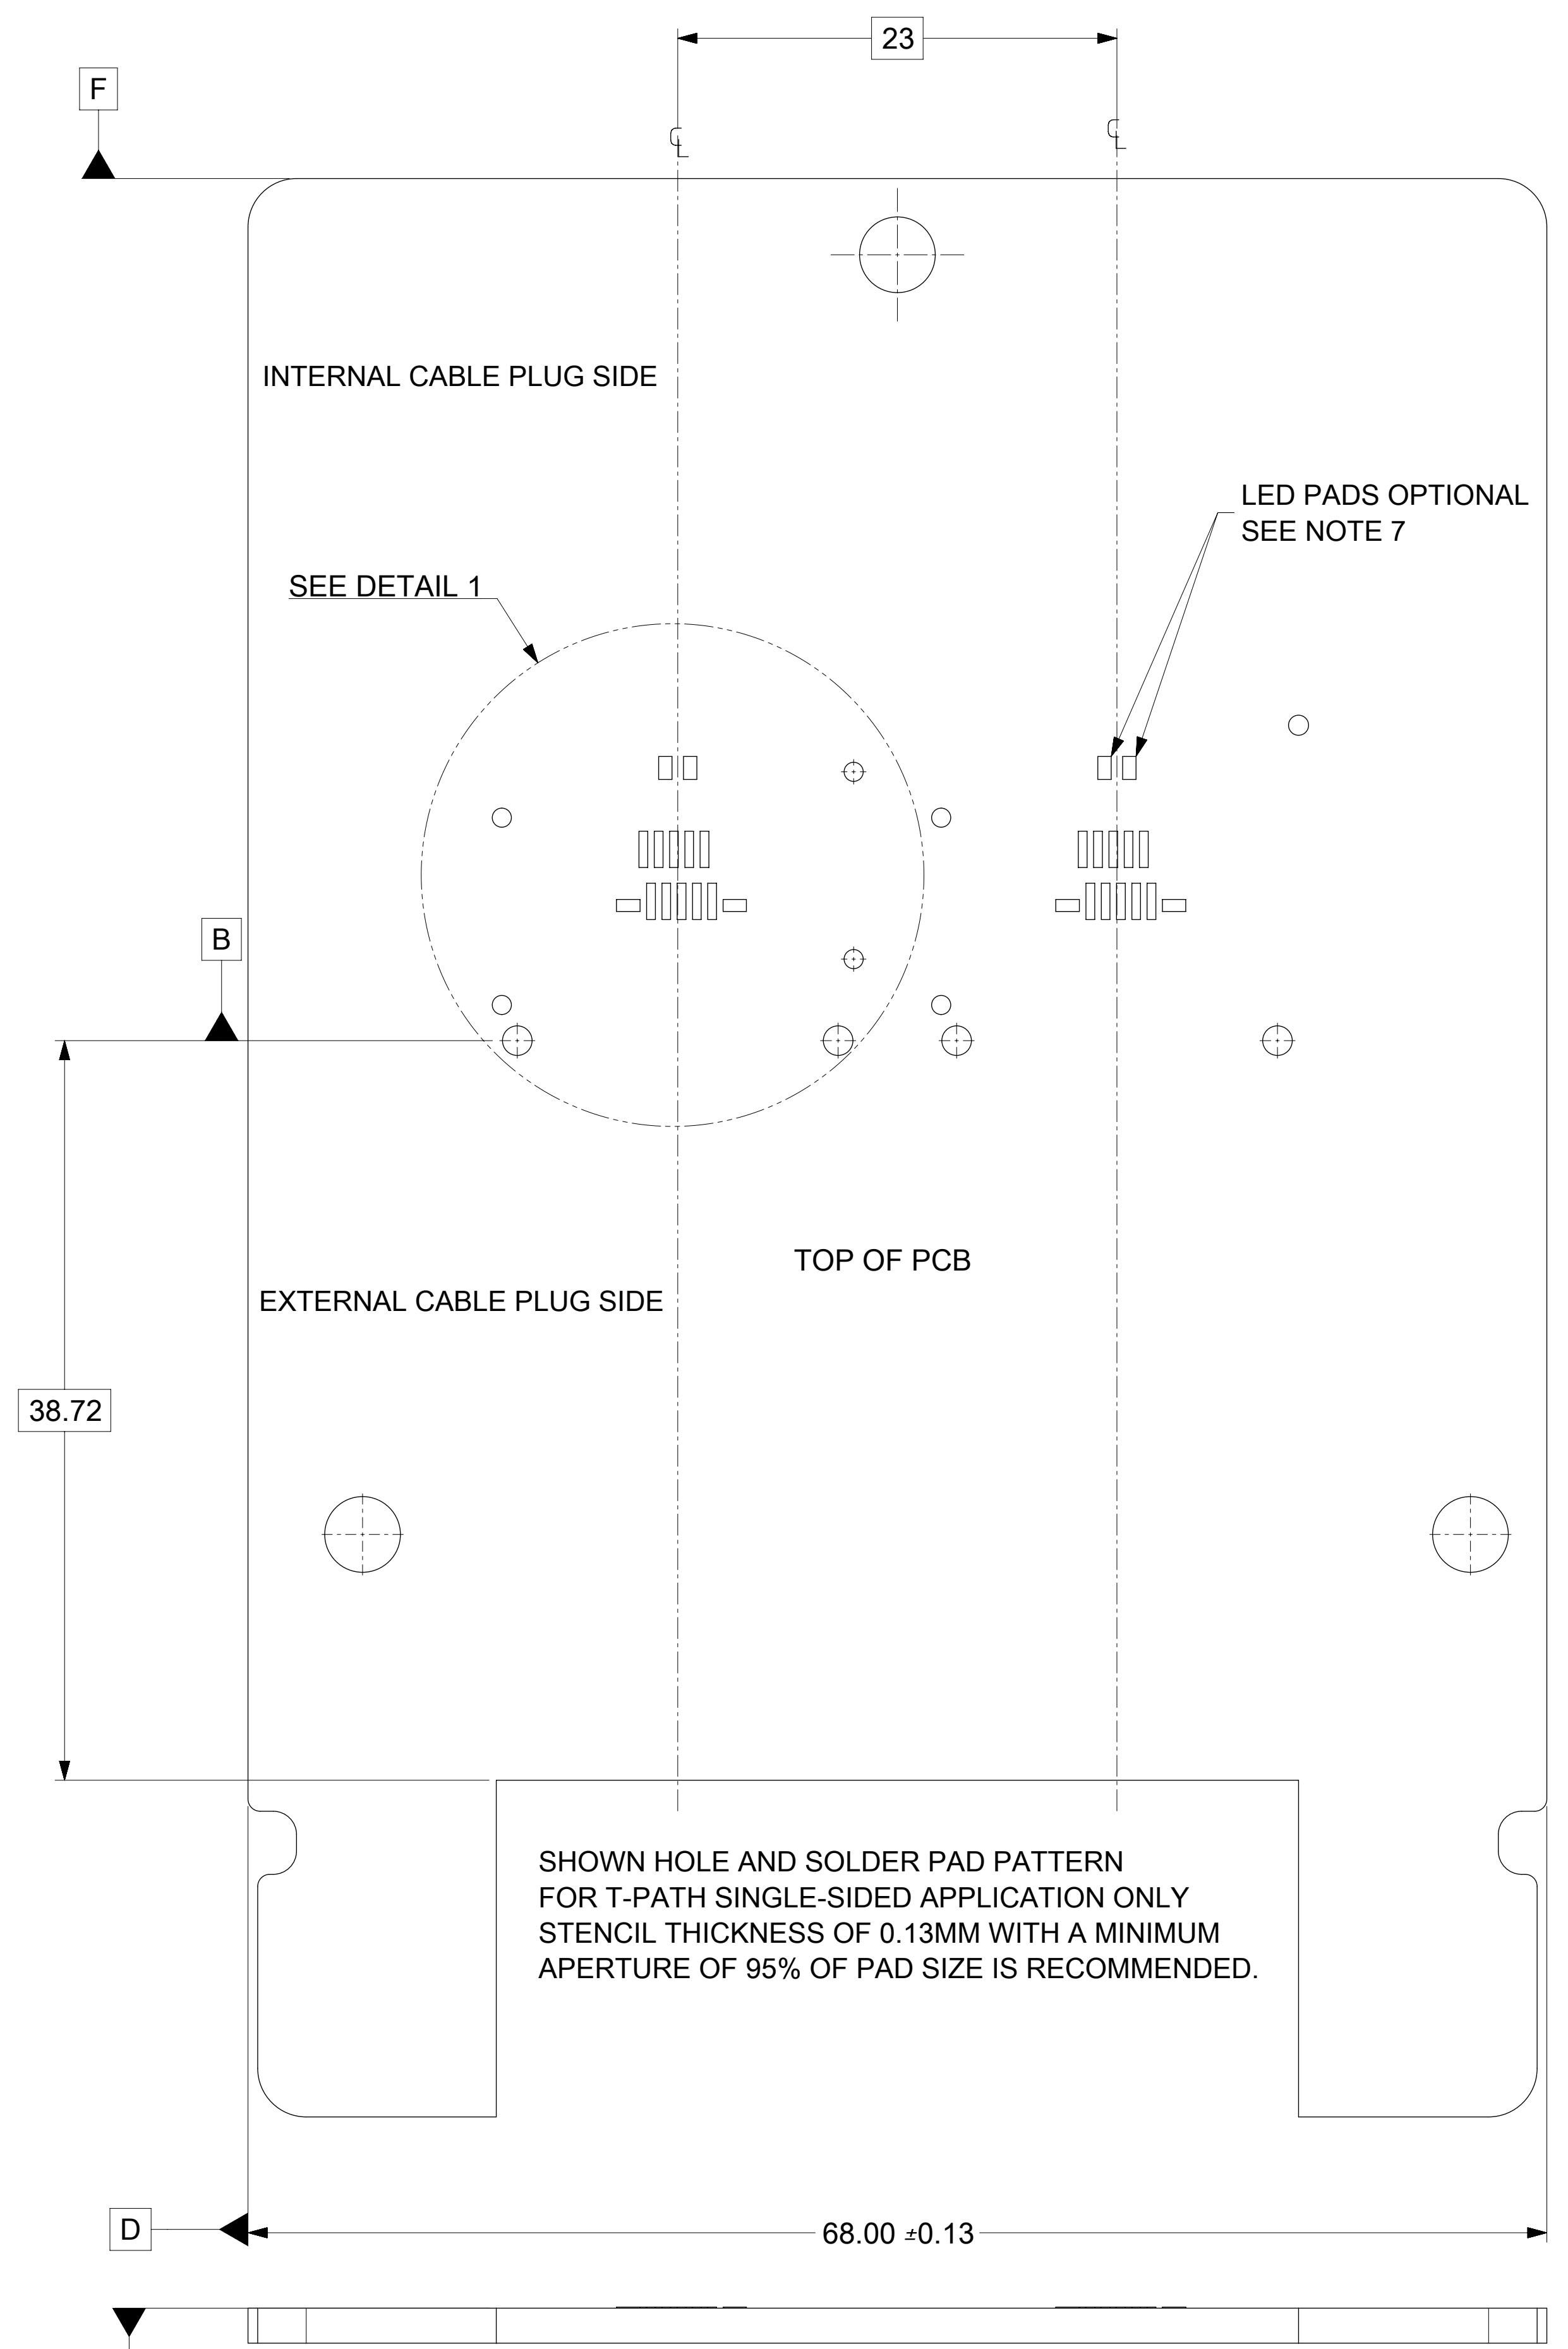 23
F
℄
℄
INTERNAL CABLE PLUG SIDE
LED PADS OPTIONAL
SEE NOTE 7
SEE DETAIL 1
B
TOP OF PCB
EXTERNAL CABLE PLUG SIDE
38.72
SHOWN HOLE AND SOLDER PAD PATTERN
FOR T-PATH SINGLE-SIDED APPLICATION ONLY
STENCIL THICKNESS OF 0.13MM WITH A MINIMUM
APERTURE OF 95% OF PAD SIZE IS RECOMMENDED.
D
68.00 ±0.13